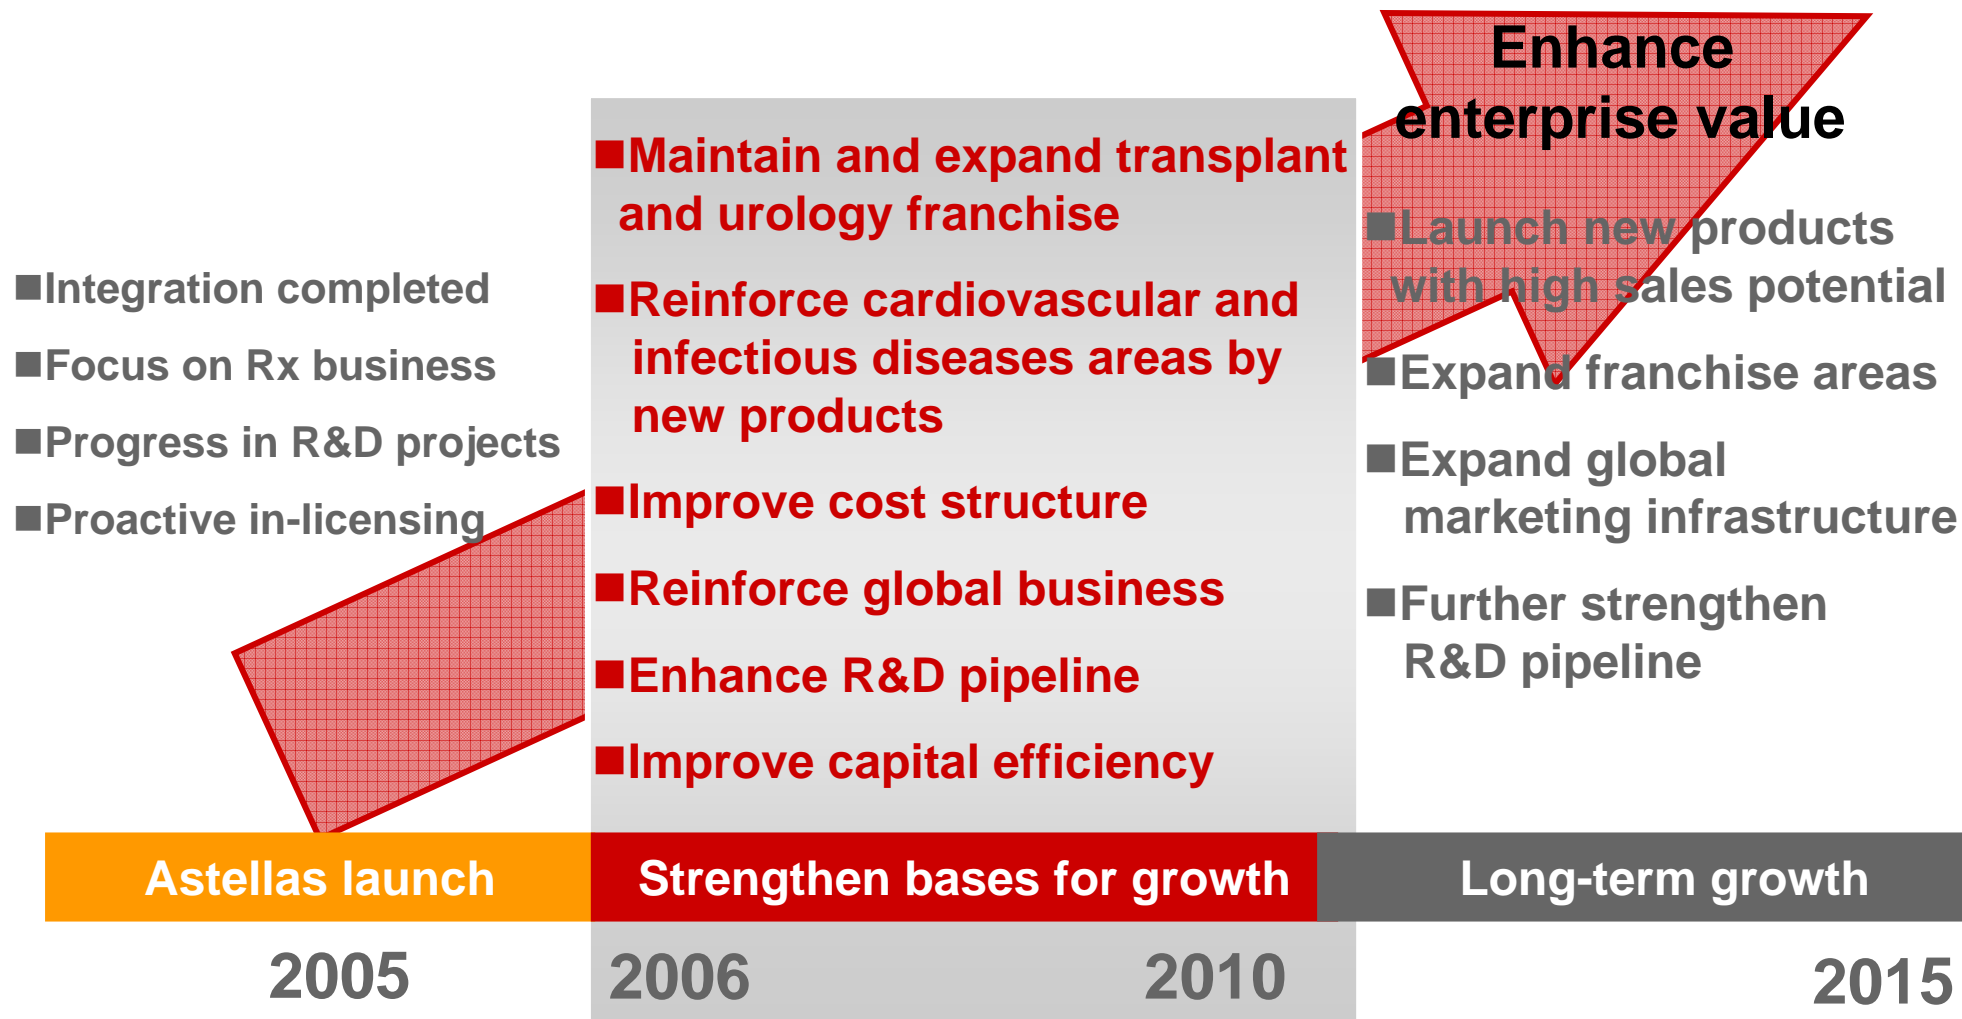 Enhance
enterprise value
■Integration completed
■Focus on Rx business
■Progress in R&D projects
■Proactive in-licensing
■Maintain and expand transplant
and urology franchise
■Reinforce cardiovascular and
infectious diseases areas by
new products
■Improve cost structure
■Reinforce global business
■Enhance R&D pipeline
■Improve capital efficiency
■Launch new products
with high sales potential
■Expand franchise areas
■Expand global
marketing infrastructure
■Further strengthen
R&D pipeline
Astellas launch
Strengthen bases for growth
Long-term growth
2005
2006
2010
2015